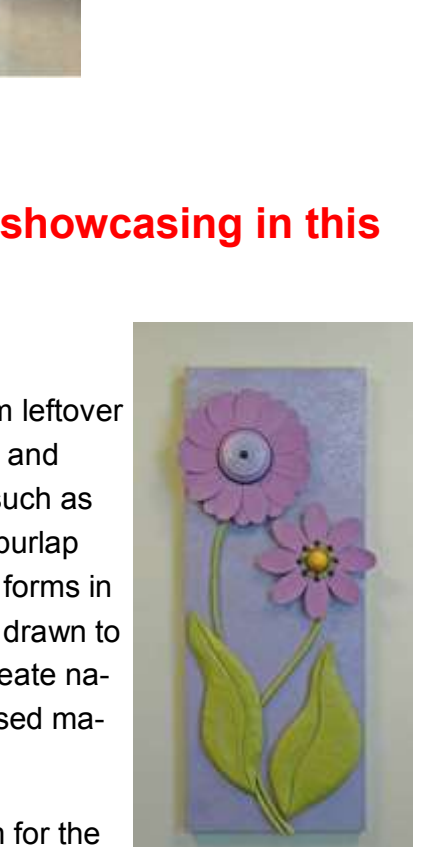 showcasing in this
leftover
and
such as
burlap
forms in
drawn to
eate na-
sed ma-
for the